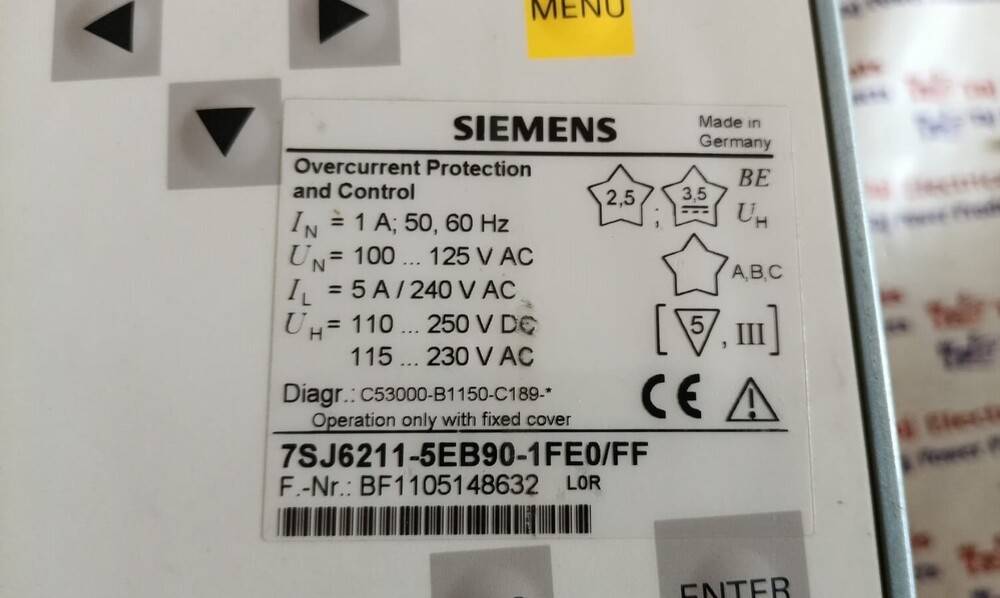 MENU
SIEMENS
Made in
Germany
Overcurrent Protection
and Control
IN = 1 A; 50, 60 Hz
UN = 100 ... 125 V AC
IL = 5 A / 240 V AC
UH = 110 ... 250 V DC
115 ... 230 V AC
2,5 ; 3,5 BE
UH
A,B,C
[5, III]
Diagr.: C53000-B1150-C189-*
Operation only with fixed cover
CE
7SJ6211-5EB90-1FE0/FF
F.-Nr.: BF1105148632 L0R
ENTER